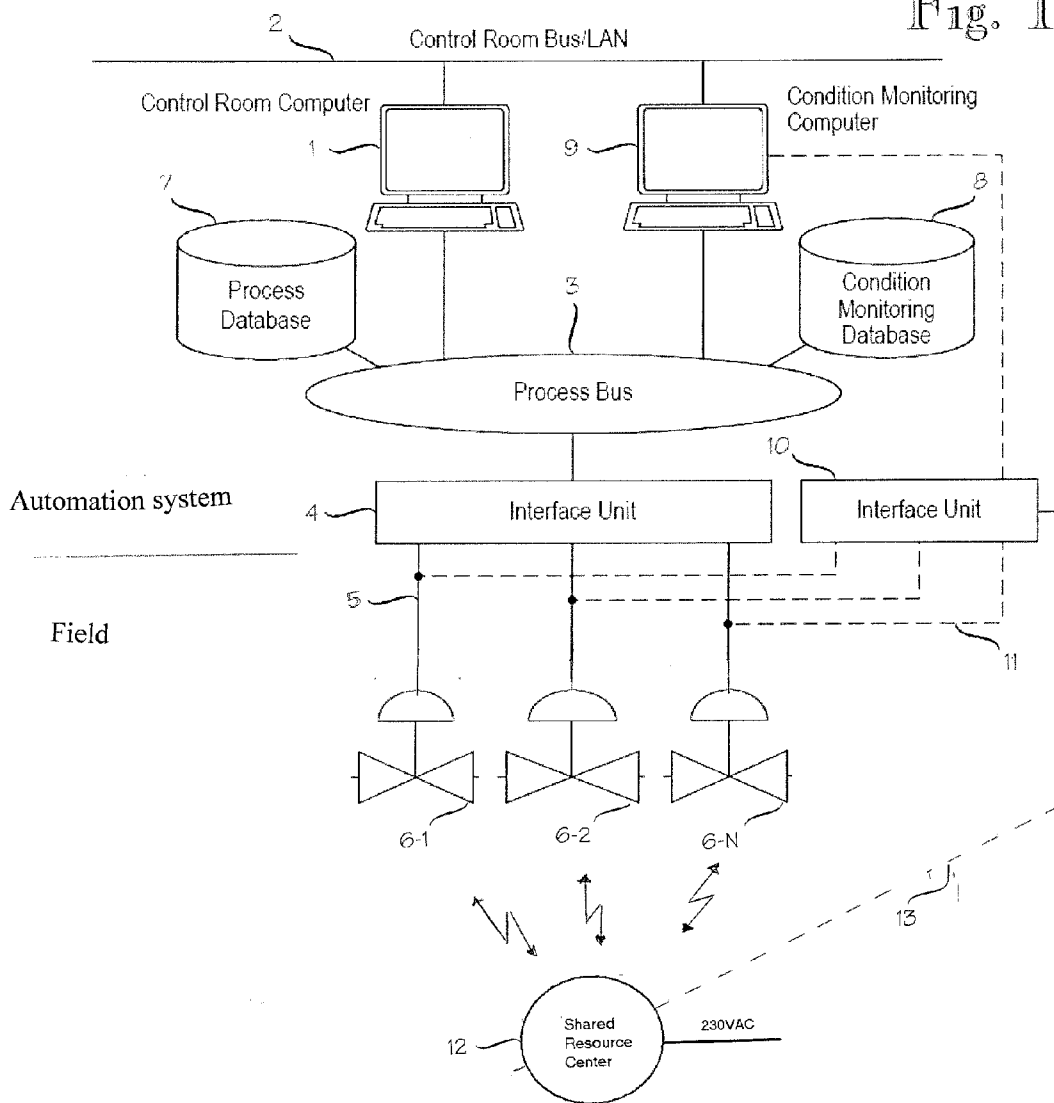 Fig. 1
2
Control Room Bus/LAN
Control Room Computer
Condition Monitoring
Computer
1
9
7
8
Process
Database
Condition
Monitoring
Database
3
Process Bus
10
Automation system
4
Interface Unit
Interface Unit
5
Field
11
6-1
6-2
6-N
13
12
Shared
Resource
Center
230VAC